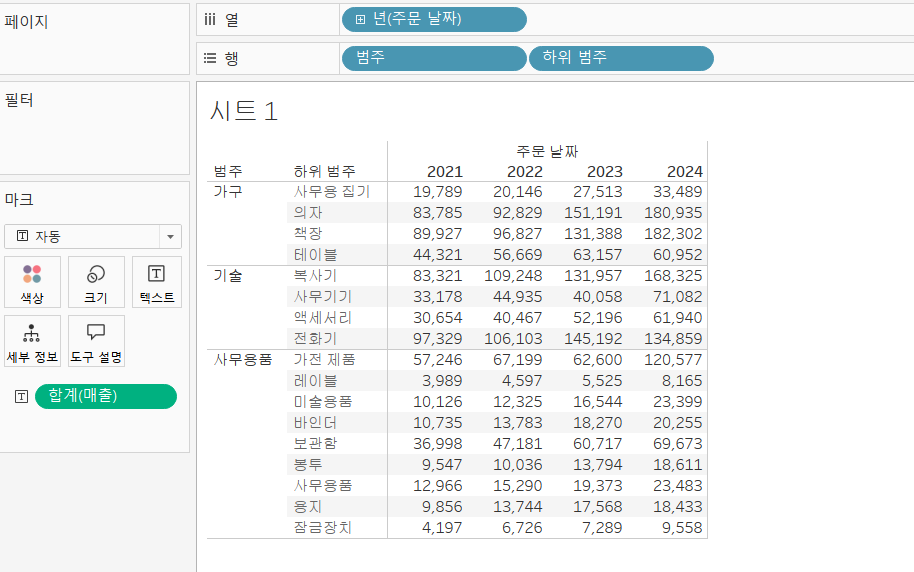 페이지
열
년(주문 날짜)
행
범주 하위 범주
필터
마크
자동
색상 크기 텍스트
세부 정보 도구 설명
합계(매출)
시트 1
주문 날짜
범주 하위 범주 2021 2022 2023 2024
가구 사무용 집기 19,789 20,146 27,513 33,489
의자 83,785 92,829 151,191 180,935
책장 89,927 96,827 131,388 182,302
테이블 44,321 56,669 63,157 60,952
기술 복사기 83,321 109,248 131,957 168,325
사무기기 33,178 44,935 40,058 71,082
액세서리 30,654 40,467 52,196 61,940
전화기 97,329 106,103 145,192 134,859
사무용품 가전 제품 57,246 67,199 62,600 120,577
레이블 3,989 4,597 5,525 8,165
미술용품 10,126 12,325 16,544 23,399
바인더 10,735 13,783 18,270 20,255
보관함 36,998 47,181 60,717 69,673
봉투 9,547 10,036 13,794 18,611
사무용품 12,966 15,290 19,373 23,483
용지 9,856 13,744 17,568 18,433
잠금장치 4,197 6,726 7,289 9,558